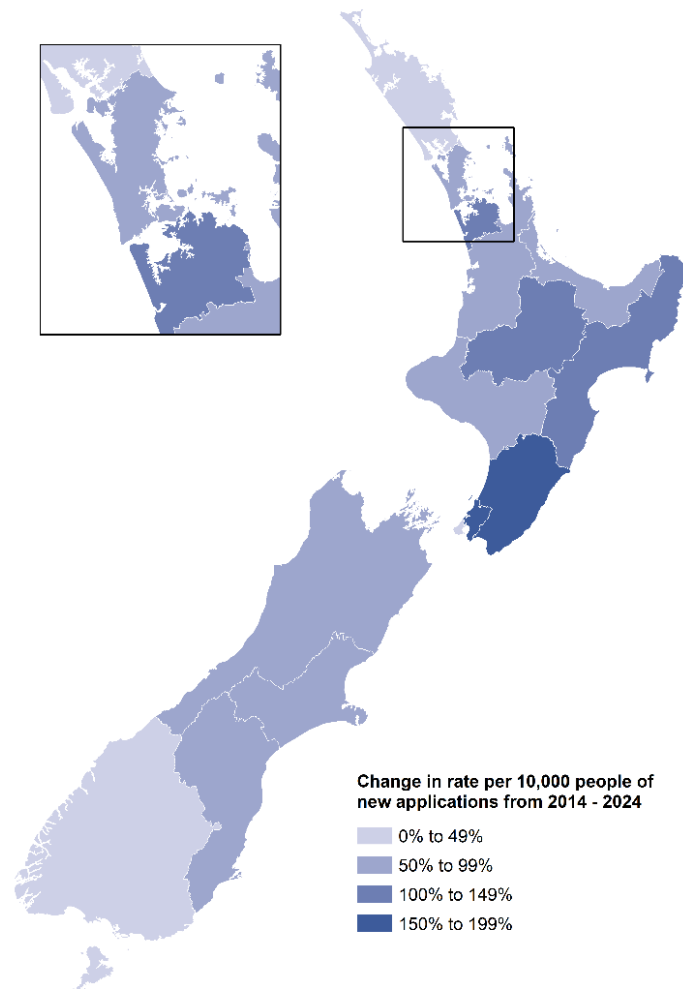 Change in rate per 10,000 people of
new applications from 2014 - 2024
0% to 49%
50% to 99%
100% to 149%
150% to 199%